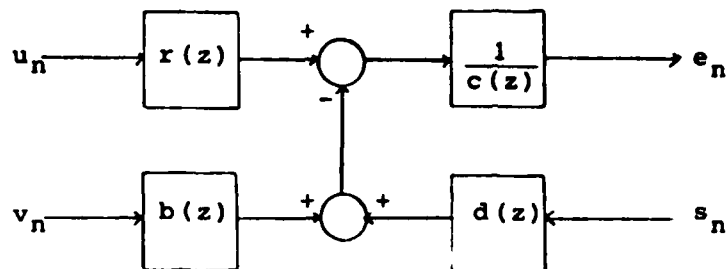 u_n r(z) + - 1/c(z) e_n
v_n b(z) + + d(z) s_n